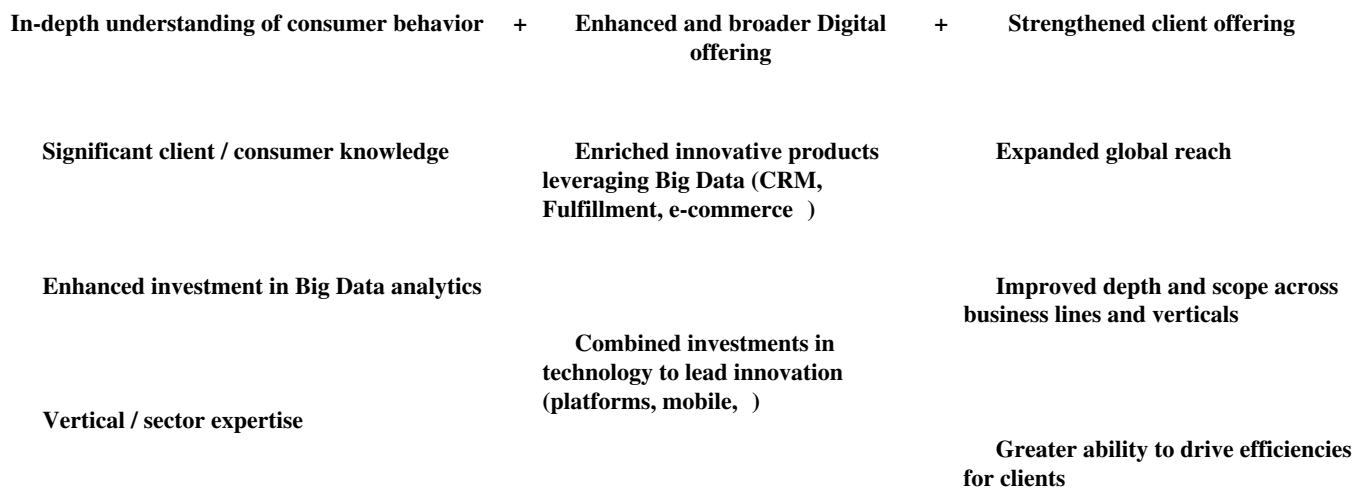 In-depth understanding of consumer behavior + Enhanced and broader Digital + Strengthened client offering
offering
Significant client / consumer knowledge
Enriched innovative products
leveraging Big Data (CRM,
Fulfillment, e-commerce )
Expanded global reach
Enhanced investment in Big Data analytics
Improved depth and scope across
business lines and verticals
Combined investments in
technology to lead innovation
(platforms, mobile, )
Vertical / sector expertise
Greater ability to drive efficiencies
for clients